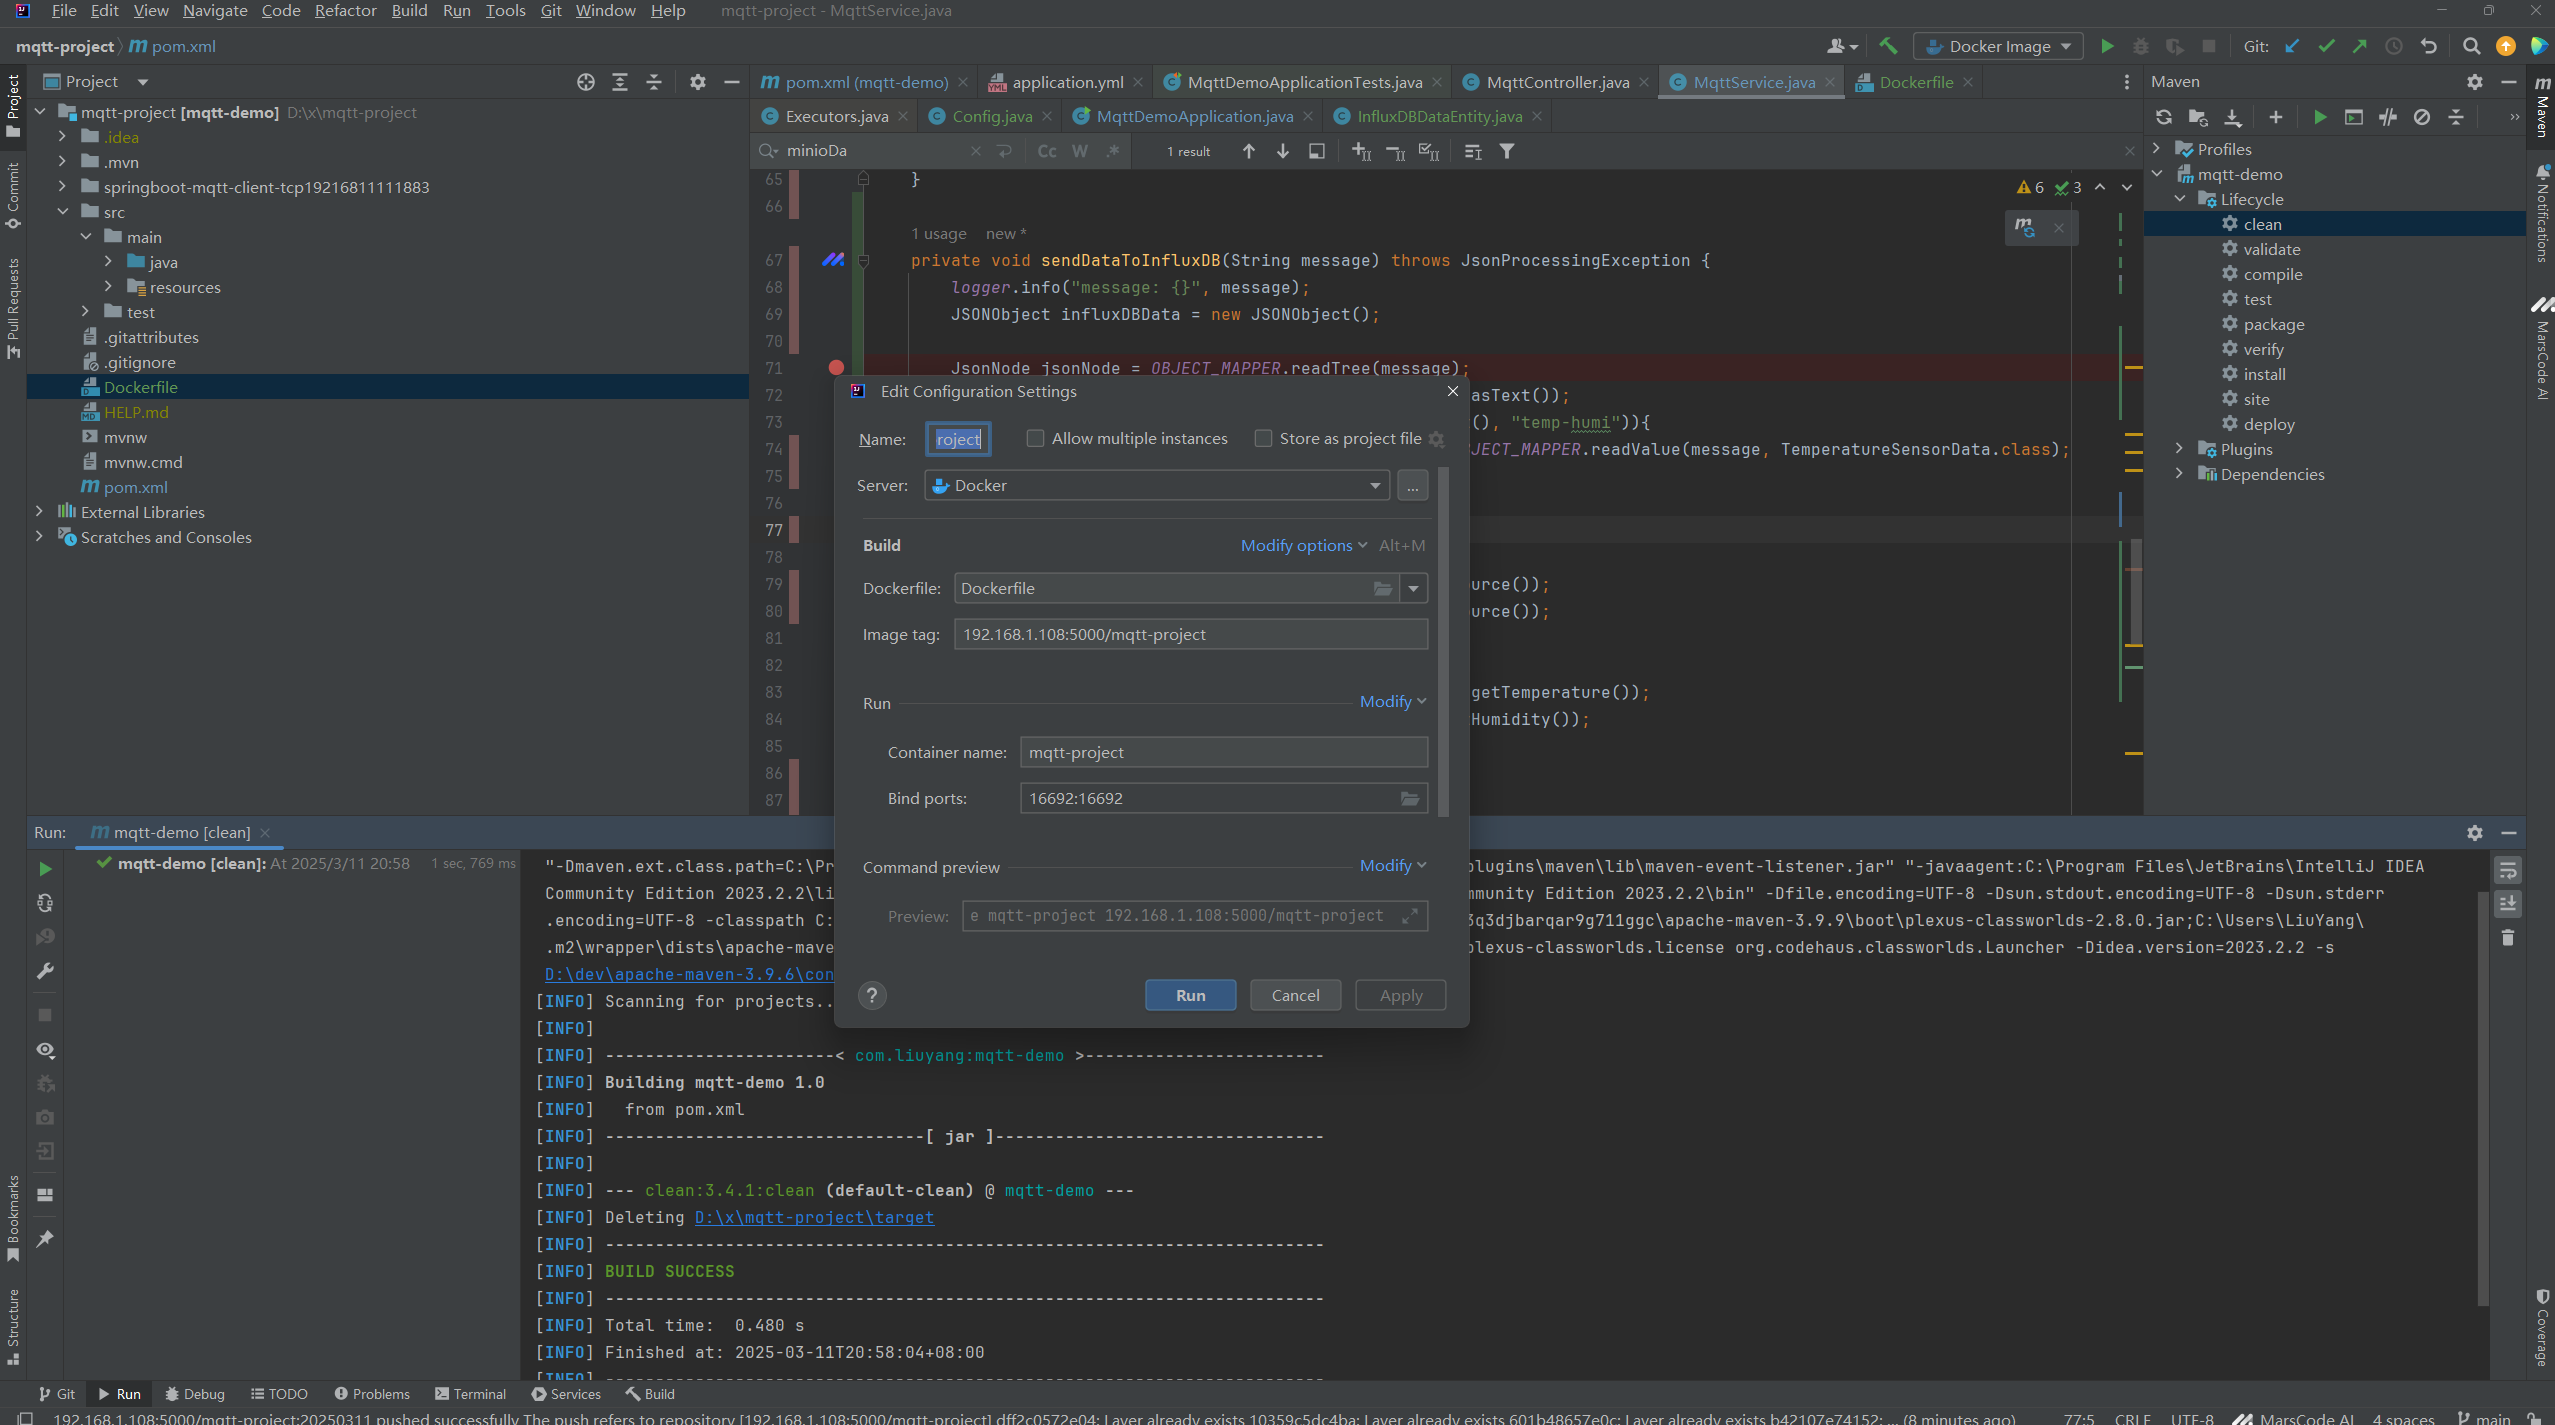 File Edit View Navigate Code Refactor Build Run Tools Git Window Help mqtt-project - MqttService.java
mqtt-project pom.xml Docker Image Git:
Project
pom.xml (mqtt-demo) application.yml MqttDemoApplicationTests.java MqttController.java MqttService.java Dockerfile
Executors.java Config.java MqttDemoApplication.java InfluxDBDataEntity.java
minioDa Cc W .* 1 result
mqtt-project [mqtt-demo] D:\x\mqtt-project
.idea
.mvn
springboot-mqtt-client-tcp19216811111883
src
main
java
resources
test
.gitattributes
.gitignore
Dockerfile
HELP.md
mvnw
mvnw.cmd
pom.xml
External Libraries
Scratches and Consoles
65 }
66
1 usage new *
67 private void sendDataToInfluxDB(String message) throws JsonProcessingException {
68 logger.info("message: {}", message);
69 JSONObject influxDBData = new JSONObject();
70
71 JsonNode jsonNode = OBJECT_MAPPER.readTree(message);
72 asText());
73 (), "temp-humi")){
74 JECT_MAPPER.readValue(message, TemperatureSensorData.class);
75
76
77
78
79 urce());
80 urce());
81
82
83 getTemperature());
84 Humidity());
85
86
87
6 3
Edit Configuration Settings
Name: roject Allow multiple instances Store as project file
Server: Docker ...
Build Modify options Alt+M
Dockerfile: Dockerfile
Image tag: 192.168.1.108:5000/mqtt-project
Run Modify
Container name: mqtt-project
Bind ports: 16692:16692
Command preview Modify
Preview: e mqtt-project 192.168.1.108:5000/mqtt-project
? Run Cancel Apply
Maven
Profiles
mqtt-demo
Lifecycle
clean
validate
compile
test
package
verify
install
site
deploy
Plugins
Dependencies
Project
Commit
Pull Requests
Bookmarks
Structure
Maven
Notifications
MarsCode AI
Coverage
Run: mqtt-demo [clean]
mqtt-demo [clean]: At 2025/3/11 20:58 1 sec, 769 ms
"-Dmaven.ext.class.path=C:\Pr plugins\maven\lib\maven-event-listener.jar" "-javaagent:C:\Program Files\JetBrains\IntelliJ IDEA
Community Edition 2023.2.2\li mmunity Edition 2023.2.2\bin" -Dfile.encoding=UTF-8 -Dsun.stdout.encoding=UTF-8 -Dsun.stderr
.encoding=UTF-8 -classpath C: 3q3djbarqar9g711ggc\apache-maven-3.9.9\boot\plexus-classworlds-2.8.0.jar;C:\Users\LiuYang\
.m2\wrapper\dists\apache-mave plexus-classworlds.license org.codehaus.classworlds.Launcher -Didea.version=2023.2.2 -s
D:\dev\apache-maven-3.9.6\con
[INFO] Scanning for projects..
[INFO]
[INFO] -----------------------< com.liuyang:mqtt-demo >------------------------
[INFO] Building mqtt-demo 1.0
[INFO] from pom.xml
[INFO] --------------------------------[ jar ]---------------------------------
[INFO]
[INFO] --- clean:3.4.1:clean (default-clean) @ mqtt-demo ---
[INFO] Deleting D:\x\mqtt-project\target
[INFO] ------------------------------------------------------------------------
[INFO] BUILD SUCCESS
[INFO] ------------------------------------------------------------------------
[INFO] Total time: 0.480 s
[INFO] Finished at: 2025-03-11T20:58:04+08:00
[INFO] ------------------------------------------------------------------------
Git Run Debug TODO Problems Terminal Services Build
192.168.1.108:5000/mqtt-project:20250311 pushed successfully The push refers to repository [192.168.1.108:5000/mqtt-project] dff2c0572e04: Layer already exists 10359c5dc4ba: Layer already exists 601b48657e0c: Layer already exists b42107e74152: ... (8 minutes ago) 77:5 CRLF UTF-8 MarsCode AI 4 spaces main